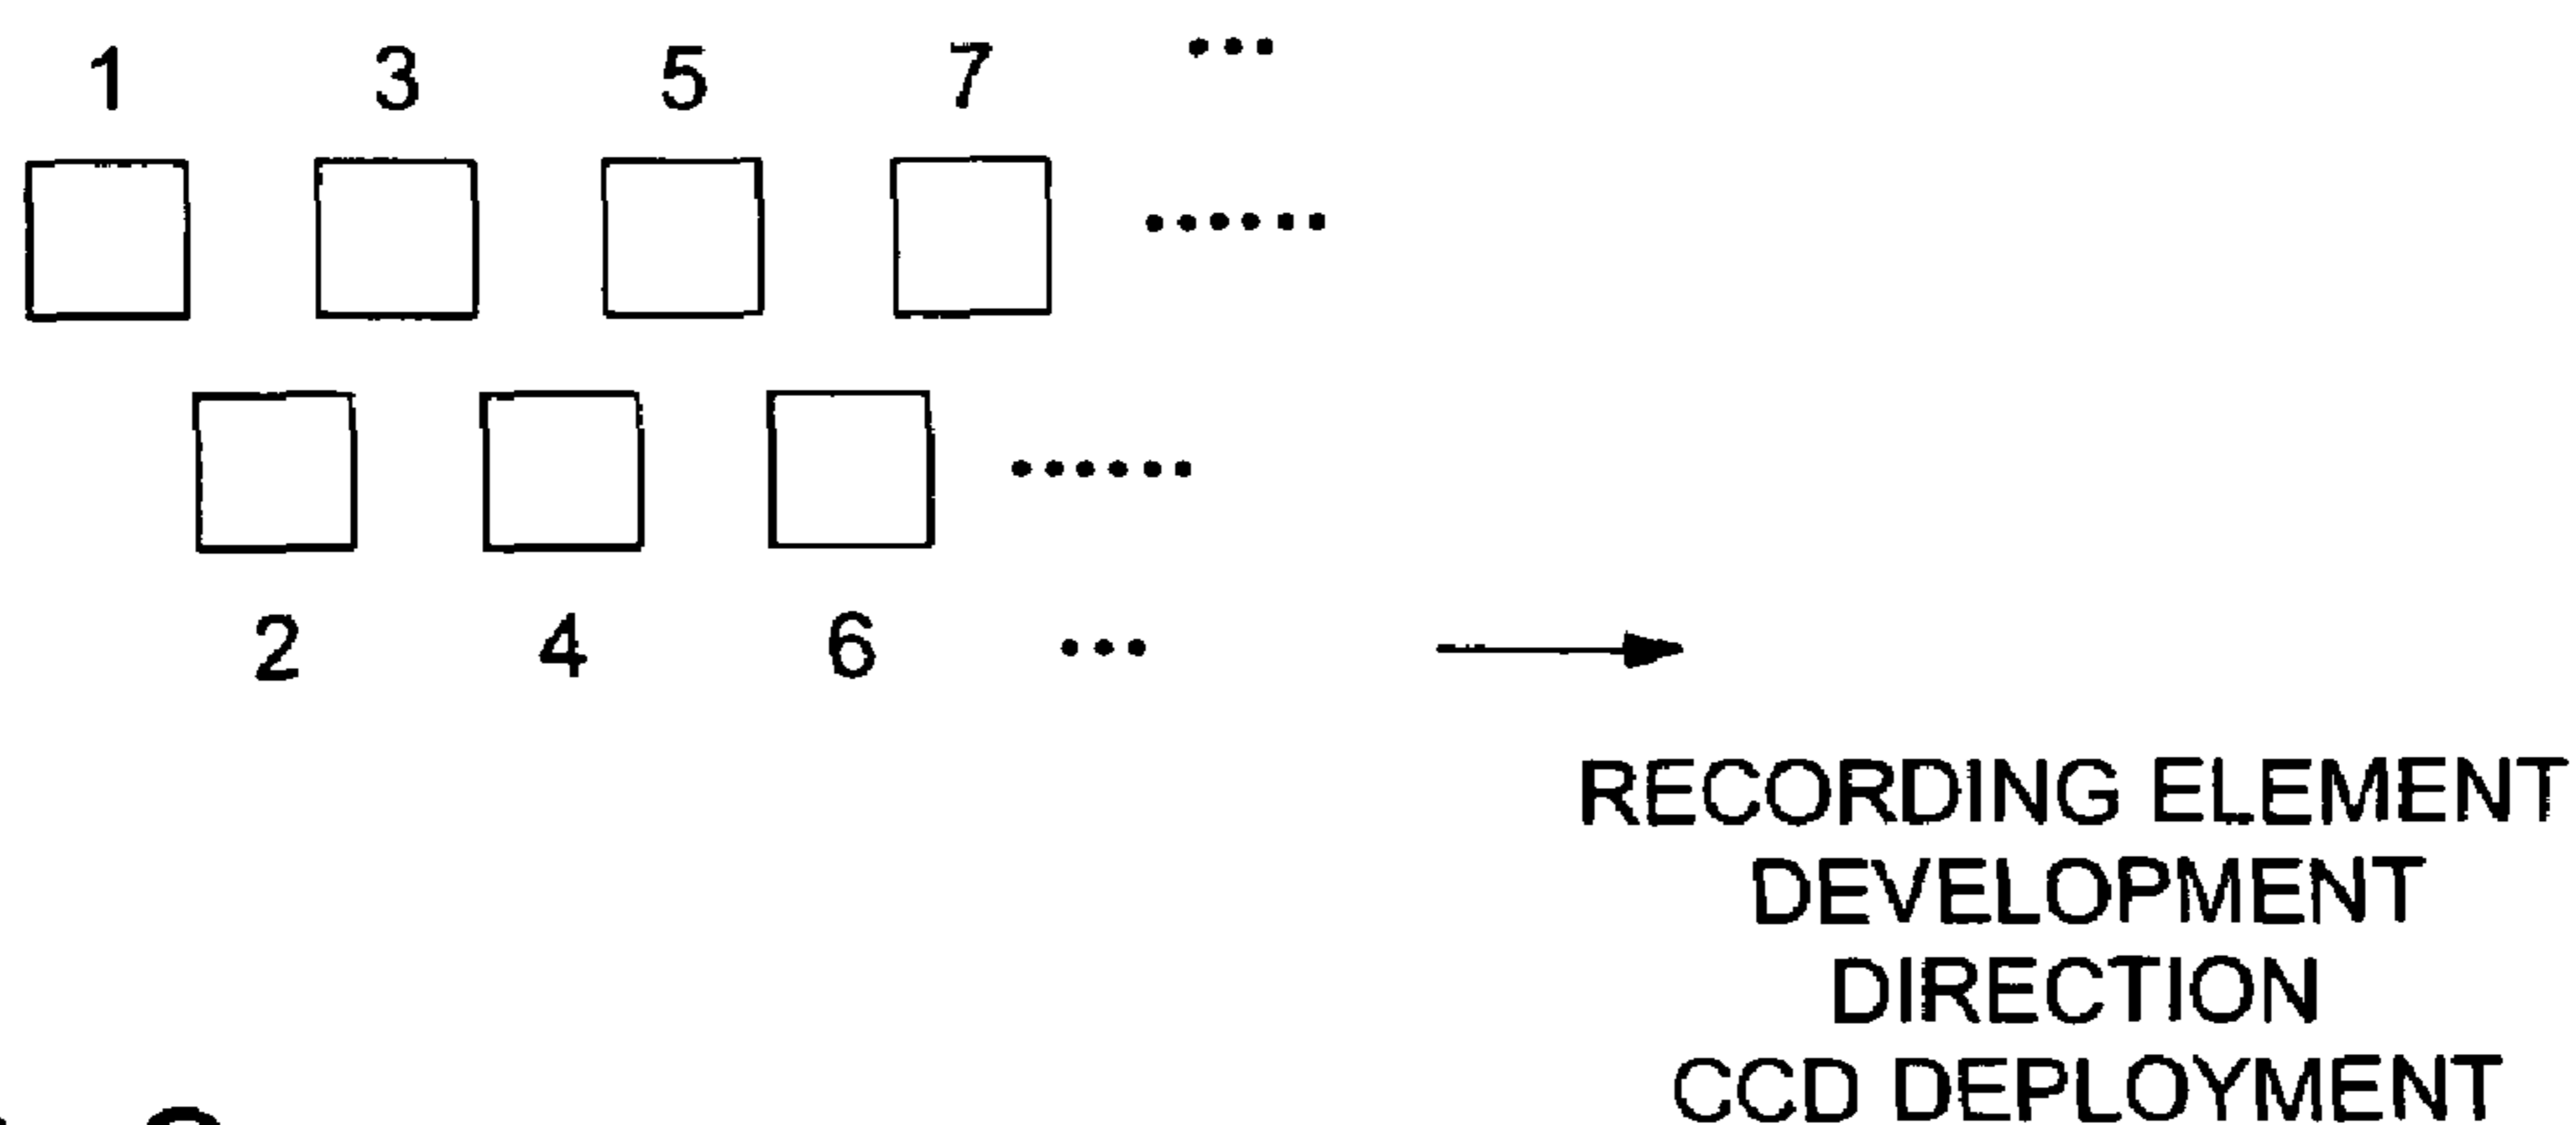 1 3 5 7 ...
......
......
2 4 6 ...
RECORDING ELEMENT
DEVELOPMENT
DIRECTION
CCD DEPLOYMENT